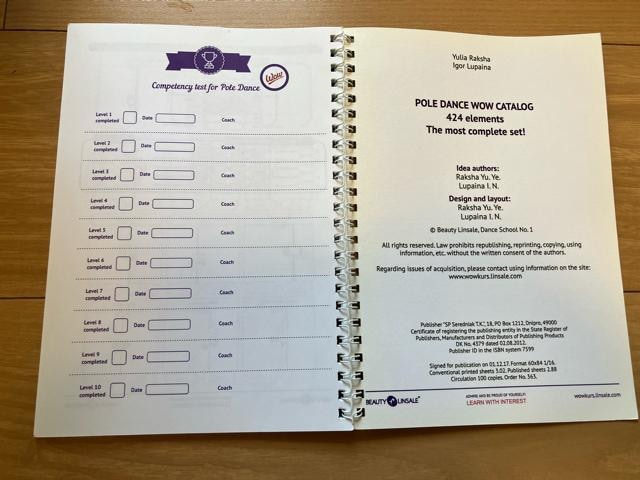 Wow
Competency test for Pole Dance
Level 1
completed
Date
Coach
Level 2
completed
Date
Coach
Level 3
completed
Date
Coach
Level 4
completed
Date
Coach
Level 5
completed
Date
Coach
Level 6
completed
Date
Coach
Level 7
completed
Date
Coach
Level 8
completed
Date
Coach
Level 9
completed
Date
Coach
Level 10
completed
Date
Coach
Yulia Raksha
Igor Lupaina
POLE DANCE WOW CATALOG
424 elements
The most complete set!
Idea authors:
Raksha Yu. Ye.
Lupaina I. N.
Design and layout:
Raksha Yu. Ye.
Lupaina I. N.
© Beauty Linsale, Dance School No. 1
All rights reserved. Law prohibits republishing, reprinting, copying, using
information, etc. without the written consent of the authors.
Regarding issues of acquisition, please contact using information on the site:
www.wowkurs.linsale.com
Publisher "SP Seredniak T.K.", 18, PO Box 1212, Dnipro, 49000
Certificate of registering the publishing entity in the State Register of
Publishers, Manufacturers and Distributors of Publishing Products
DK No. 4379 dated 02.08.2012.
Publisher ID in the ISBN system 7599
Signed for publication on 01.12.17. Format 60x84 1/16.
Conventional printed sheets 3.02. Published sheets 2.88
Circulation 100 copies. Order No. 363.
BEAUTY LINSALE
ADMIRE AND BE PROUD OF YOURSELF!
LEARN WITH INTEREST
wowkurs.linsale.com